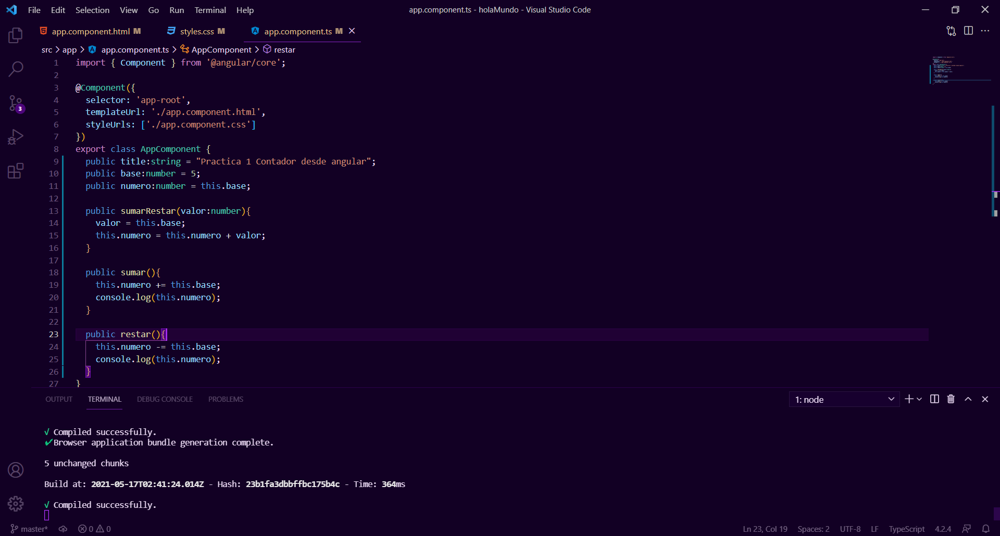 File Edit Selection View Go Run Terminal Help
app.component.ts - holaMundo - Visual Studio Code
app.component.html M
styles.css M
app.component.ts M
src > app > app.component.ts > AppComponent > restar
1 import { Component } from '@angular/core';
2
3 @Component({
4 selector: 'app-root',
5 templateUrl: './app.component.html',
6 styleUrls: ['./app.component.css']
7 })
8 export class AppComponent {
9 public title:string = "Practica 1 Contador desde angular";
10 public base:number = 5;
11 public numero:number = this.base;
12
13 public sumarRestar(valor:number){
14 valor = this.base;
15 this.numero = this.numero + valor;
16 }
17
18 public sumar(){
19 this.numero += this.base;
20 console.log(this.numero);
21 }
22
23 public restar(){
24 this.numero -= this.base;
25 console.log(this.numero);
26 }
27 }
3
OUTPUT TERMINAL DEBUG CONSOLE PROBLEMS
1: node
√ Compiled successfully.
✔Browser application bundle generation complete.
5 unchanged chunks
Build at: 2021-05-17T02:41:24.014Z - Hash: 23b1fa3dbbffbc175b4c - Time: 364ms
√ Compiled successfully.
master* 0 0
Ln 23, Col 19 Spaces: 2 UTF-8 LF TypeScript 4.2.4